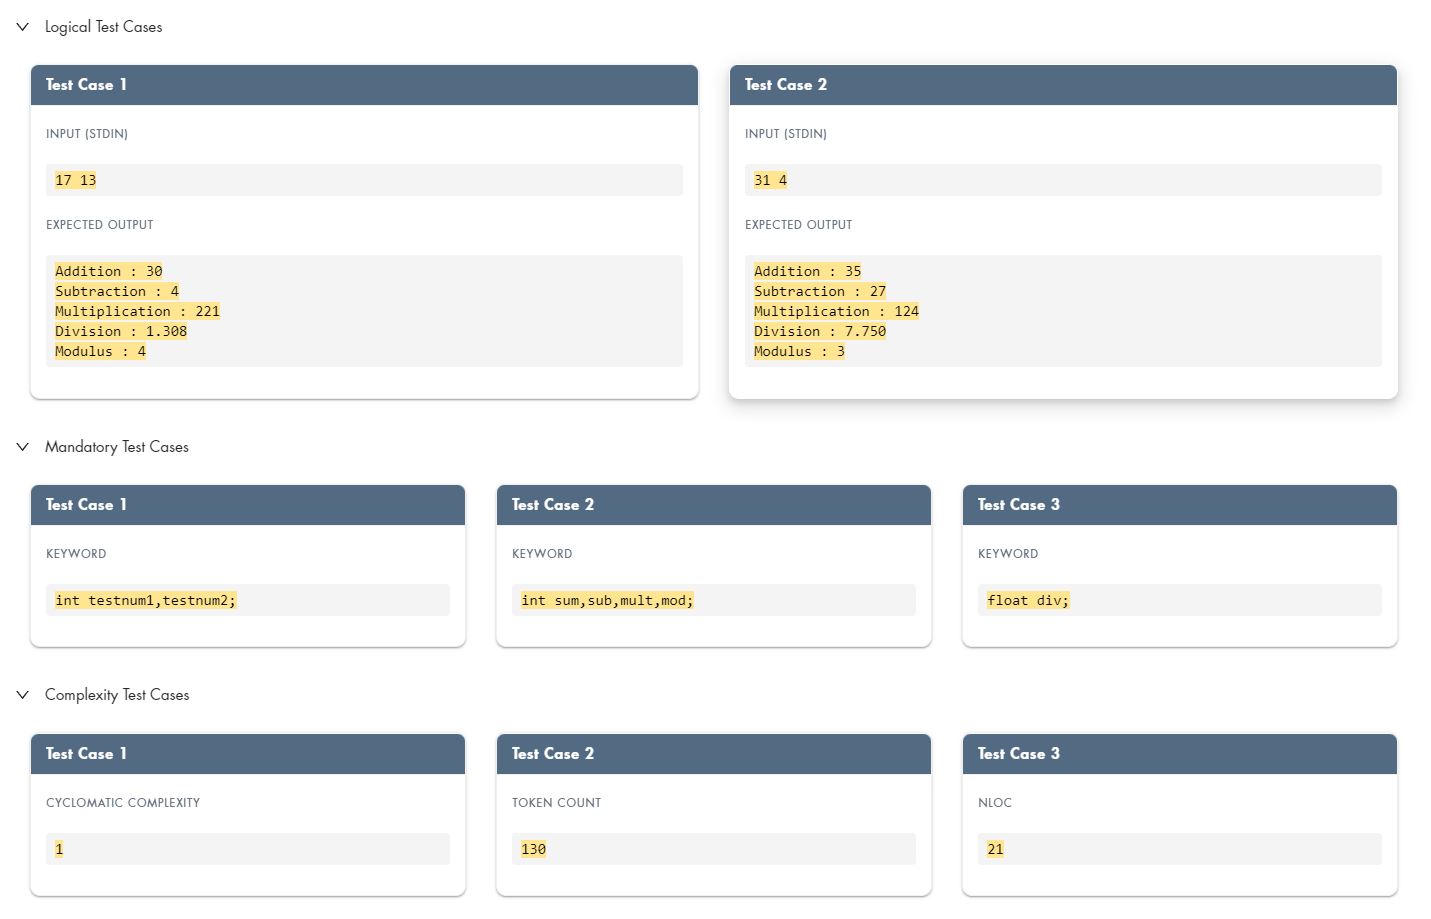 Logical Test Cases
Test Case 1
INPUT (STDIN)
17 13
EXPECTED OUTPUT
Addition : 30
Subtraction : 4
Multiplication : 221
Division : 1.308
Modulus : 4
Test Case 2
INPUT (STDIN)
31 4
EXPECTED OUTPUT
Addition : 35
Subtraction : 27
Multiplication : 124
Division : 7.750
Modulus : 3
Mandatory Test Cases
Test Case 1
KEYWORD
int testnum1,testnum2;
Test Case 2
KEYWORD
int sum,sub,mult,mod;
Test Case 3
KEYWORD
float div;
Complexity Test Cases
Test Case 1
CYCLOMATIC COMPLEXITY
1
Test Case 2
TOKEN COUNT
130
Test Case 3
NLOC
21